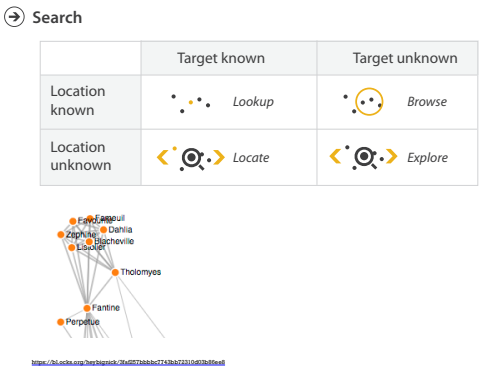 Search
Target known Target unknown
Location known Lookup Browse
Location unknown Locate Explore
Favourite Fameuil
Dahlia
Zephine
Blacheville
Listolier
Tholomyes
Fantine
Perpetue